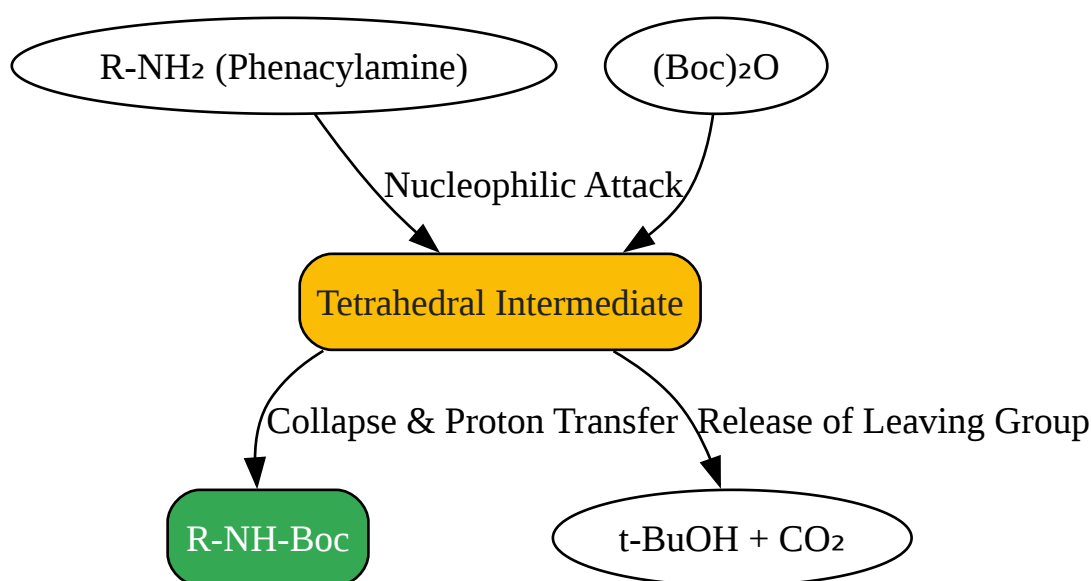 R-NH₂ (Phenacylamine)
(Boc)₂O
Nucleophilic Attack
Tetrahedral Intermediate
Collapse & Proton Transfer
Release of Leaving Group
R-NH-Boc
t-BuOH + CO₂